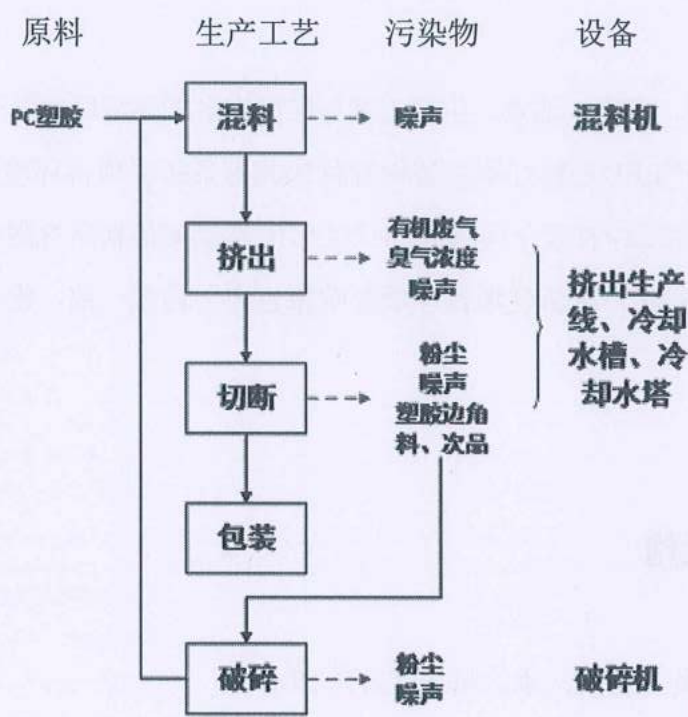 原料 生产工艺 污染物 设备
PC塑胶 混料 噪声 混料机
挤出
有机废气
臭气浓度
噪声
挤出生产
线、冷却
水槽、冷
却水塔
切断
粉尘
噪声
塑胶边角
料、次品
包装
破碎
粉尘
噪声
破碎机